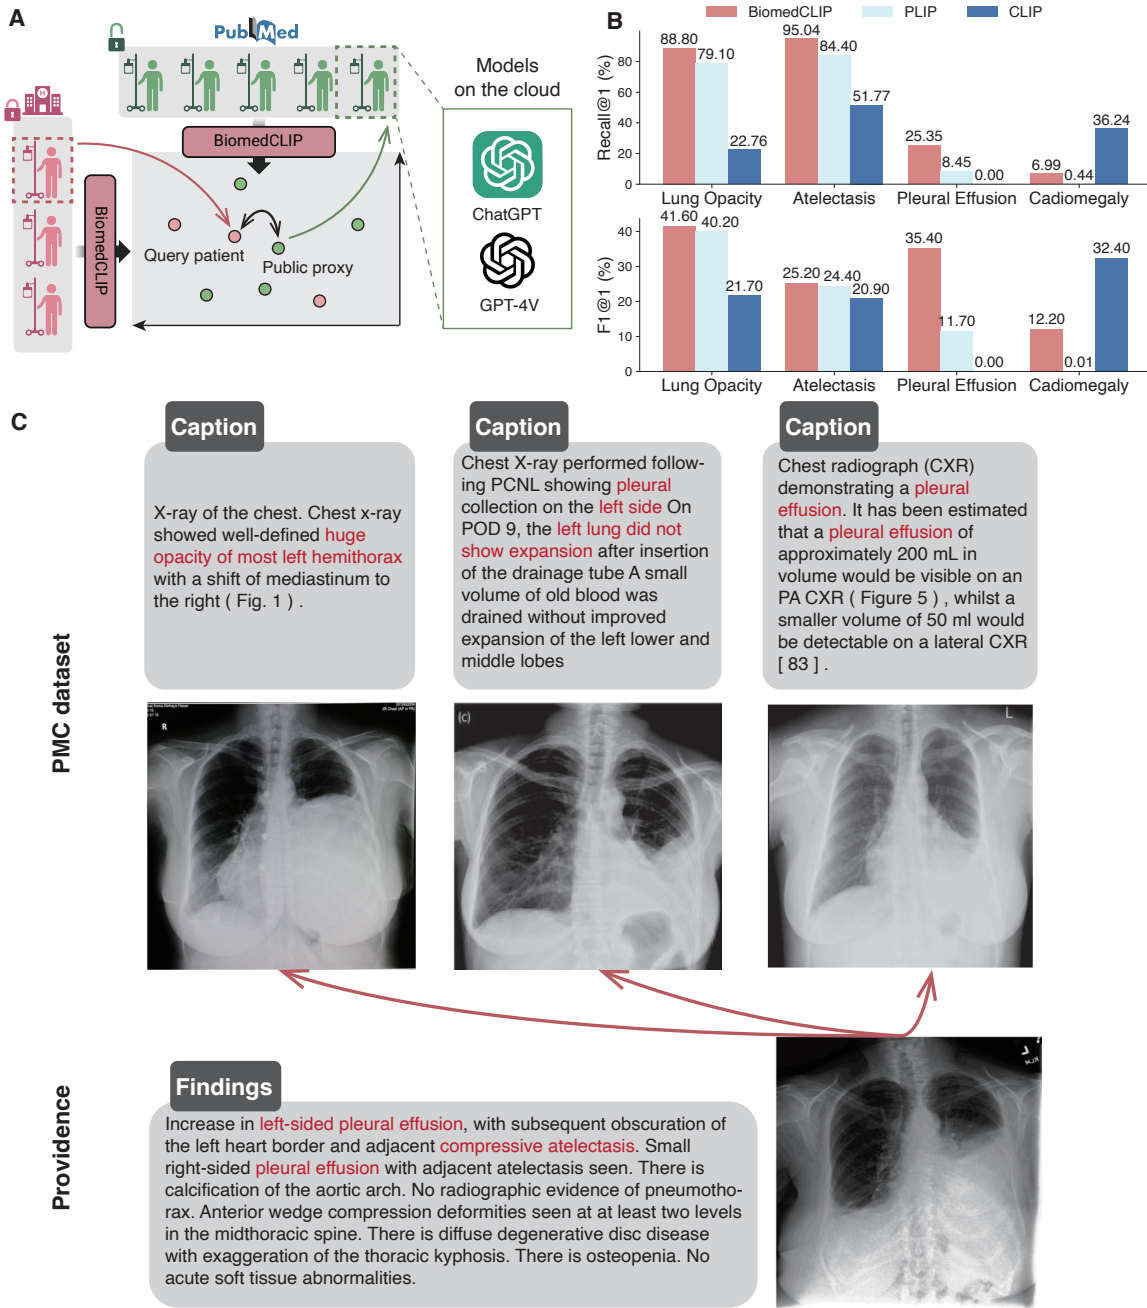 A
PubMed
H
BiomedCLIP
BiomedCLIP
Query patient
Public proxy
Models
on the cloud
ChatGPT
GPT-4V
B
BiomedCLIP
PLIP
CLIP
Recall@1 (%)
80
60
40
20
0
88.80
79.10
22.76
95.04
84.40
51.77
25.35
8.45
0.00
6.99
0.44
36.24
Lung Opacity
Atelectasis
Pleural Effusion
Cadiomegaly
F1@1 (%)
40
30
20
10
0
41.60
40.20
21.70
25.20
24.40
20.90
35.40
11.70
0.00
12.20
0.01
32.40
Lung Opacity
Atelectasis
Pleural Effusion
Cadiomegaly
C
PMC dataset
Caption
X-ray of the chest. Chest x-ray
showed well-defined huge
opacity of most left hemithorax
with a shift of mediastinum to
the right ( Fig. 1 ) .
Caption
Chest X-ray performed follow-
ing PCNL showing pleural
collection on the left side On
POD 9, the left lung did not
show expansion after insertion
of the drainage tube A small
volume of old blood was
drained without improved
expansion of the left lower and
middle lobes
Caption
Chest radiograph (CXR)
demonstrating a pleural
effusion. It has been estimated
that a pleural effusion of
approximately 200 mL in
volume would be visible on an
PA CXR ( Figure 5 ) , whilst a
smaller volume of 50 ml would
be detectable on a lateral CXR
[ 83 ] .
R
(c)
L
Providence
Findings
Increase in left-sided pleural effusion, with subsequent obscuration of
the left heart border and adjacent compressive atelectasis. Small
right-sided pleural effusion with adjacent atelectasis seen. There is
calcification of the aortic arch. No radiographic evidence of pneumotho-
rax. Anterior wedge compression deformities seen at at least two levels
in the midthoracic spine. There is diffuse degenerative disc disease
with exaggeration of the thoracic kyphosis. There is osteopenia. No
acute soft tissue abnormalities.
L